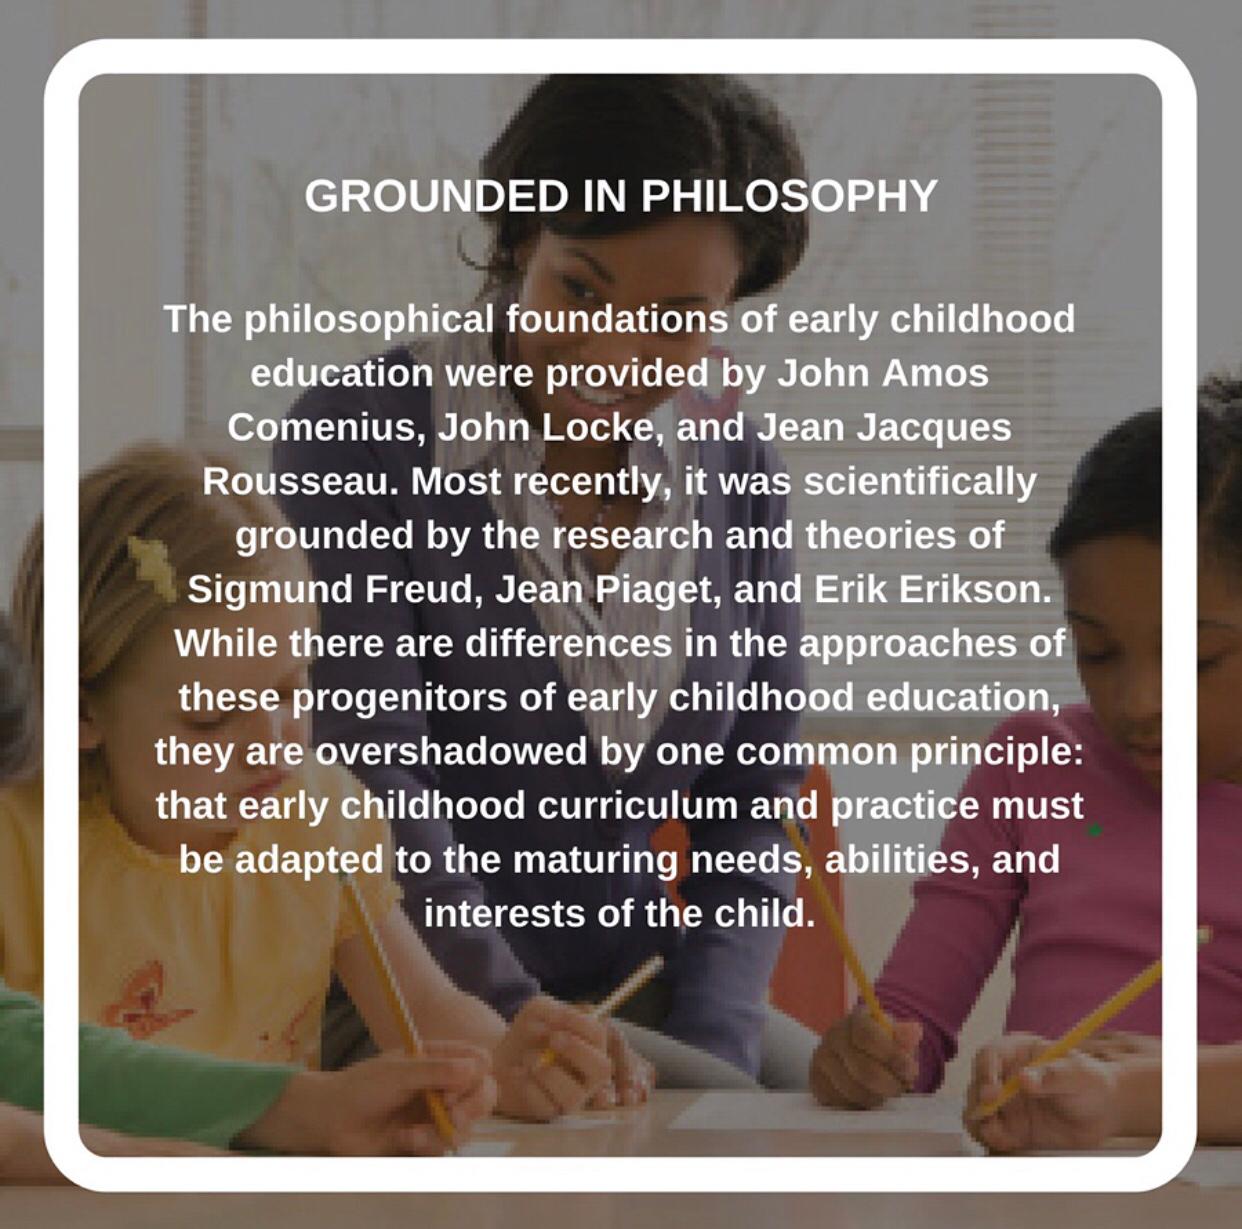 GROUNDED IN PHILOSOPHY
The philosophical foundations of early childhood
education were provided by John Amos
Comenius, John Locke, and Jean Jacques
Rousseau. Most recently, it was scientifically
grounded by the research and theories of
Sigmund Freud, Jean Piaget, and Erik Erikson.
While there are differences in the approaches of
these progenitors of early childhood education,
they are overshadowed by one common principle:
that early childhood curriculum and practice must
be adapted to the maturing needs, abilities, and
interests of the child.